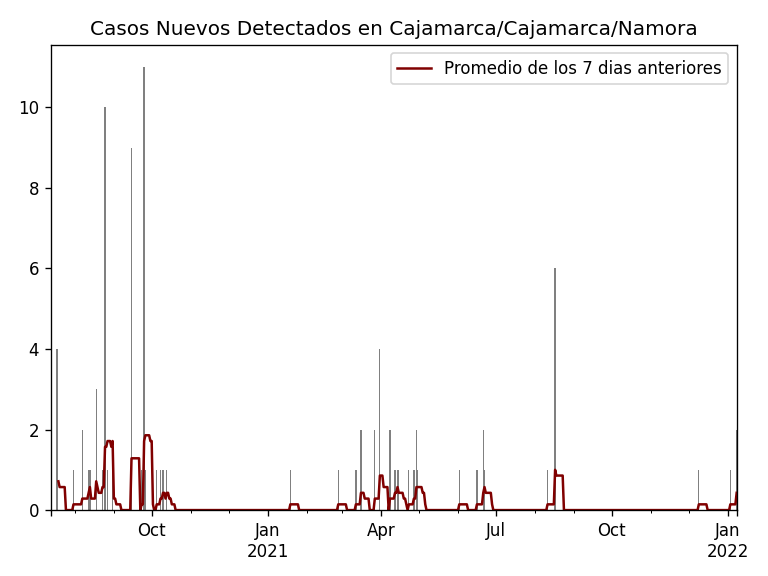 Casos Nuevos Detectados en Cajamarca/Cajamarca/Namora
Promedio de los 7 dias anteriores
10
8
6
4
2
0
Oct Jan Apr Jul Oct Jan
2021 2022